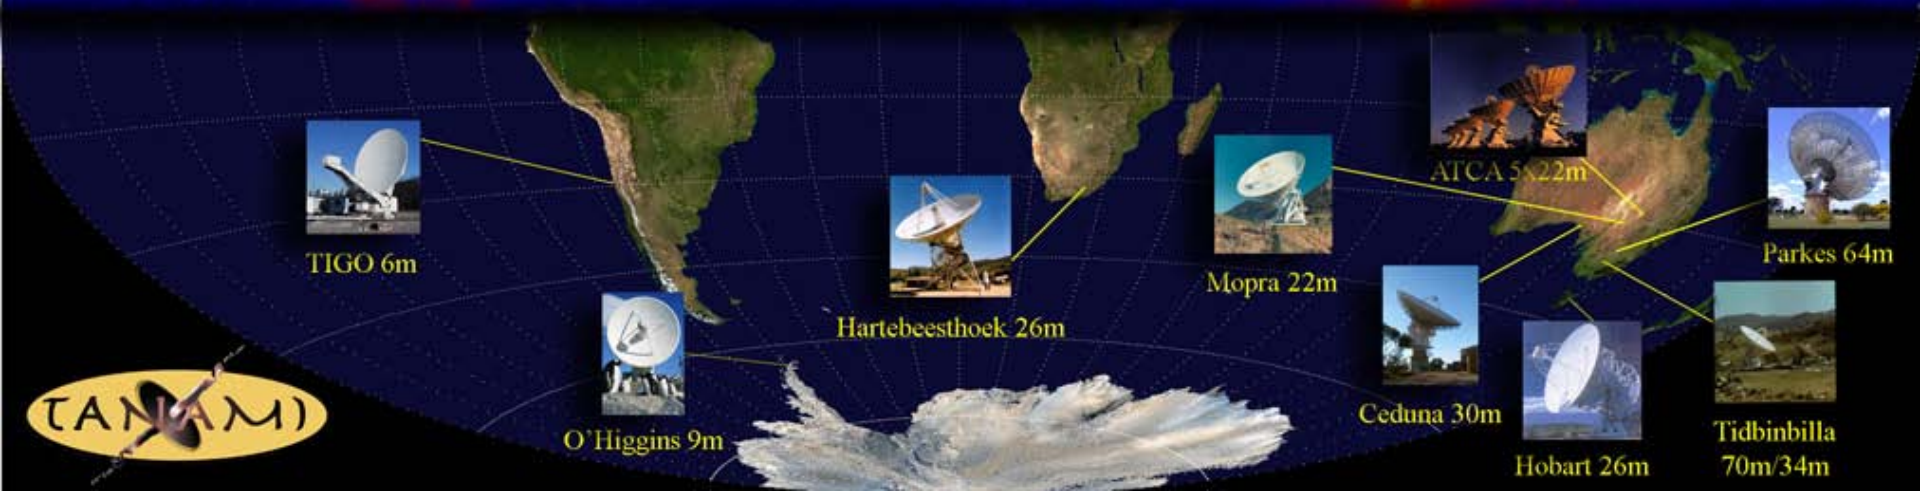 ATCA 5x22m
TIGO 6m
Parkes 64m
Mopra 22m
Hartebeesthoek 26m
O'Higgins 9m
Ceduna 30m
Hobart 26m
Tidbinbilla
70m/34m
TANAMI